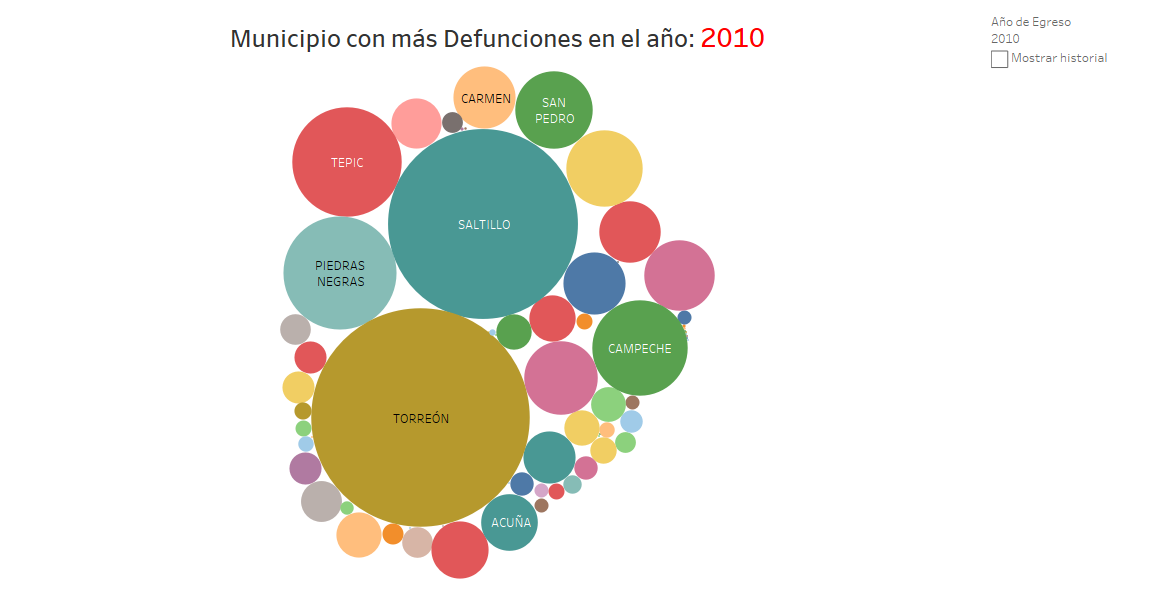 Municipio con más Defunciones en el año: 2010
Año de Egreso
2010
Mostrar historial
CARMEN
SAN
PEDRO
TEPIC
SALTILLO
PIEDRAS
NEGRAS
CAMPECHE
TORREÓN
ACUÑA